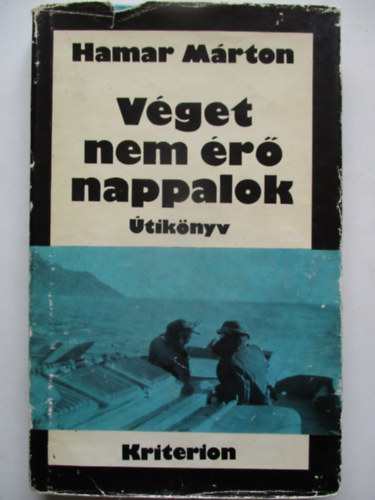 Hamar Márton
Véget
nem érő
nappalok
Útikönyv
Kriterion